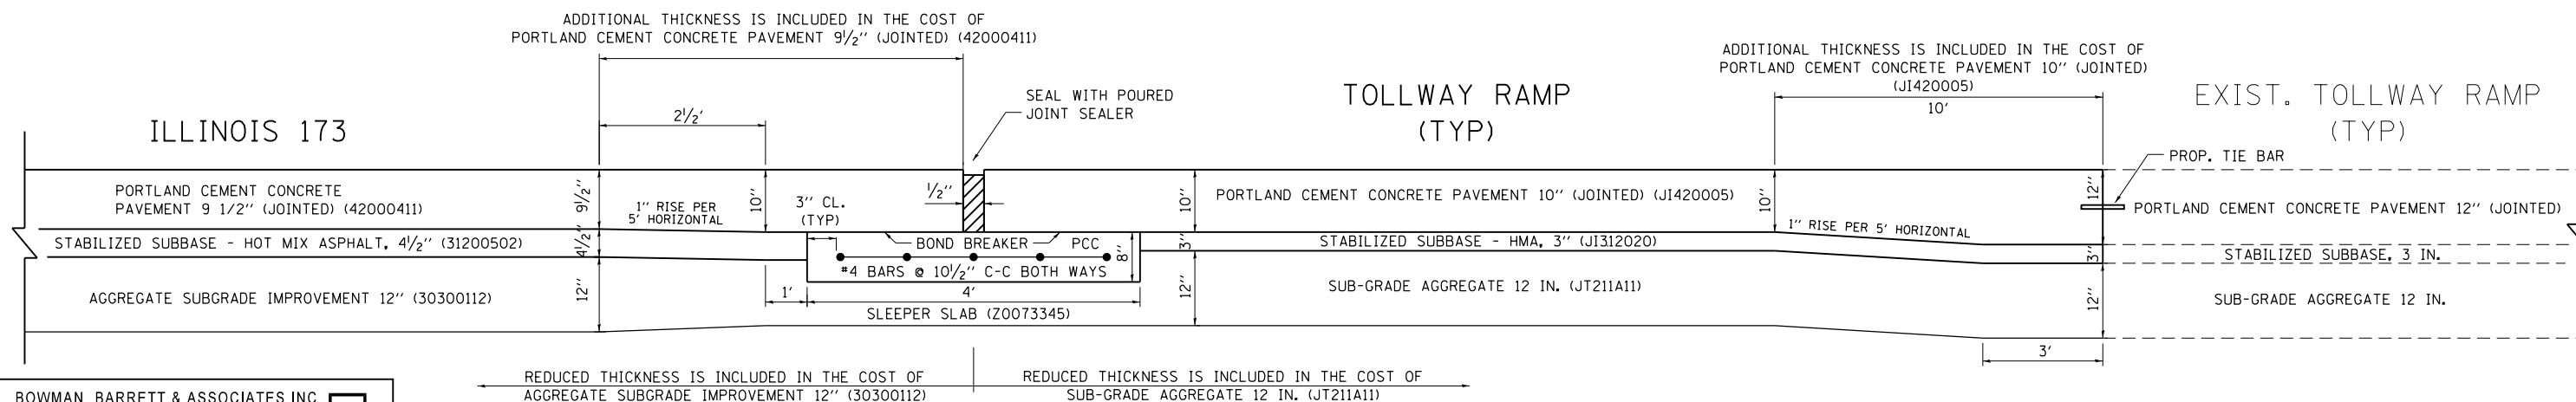 ADDITIONAL THICKNESS IS INCLUDED IN THE COST OF
PORTLAND CEMENT CONCRETE PAVEMENT 9½" (JOINTED) (42000411)
ADDITIONAL THICKNESS IS INCLUDED IN THE COST OF
PORTLAND CEMENT CONCRETE PAVEMENT 10" (JOINTED)
(JI420005)
10'
SEAL WITH POURED
JOINT SEALER
TOLLWAY RAMP
(TYP)
EXIST. TOLLWAY RAMP
(TYP)
ILLINOIS 173
2½'
PROP. TIE BAR
PORTLAND CEMENT CONCRETE
PAVEMENT 9 1/2" (JOINTED) (42000411)
9½"
1" RISE PER
5' HORIZONTAL
10"
3" CL.
(TYP)
½"
10"
PORTLAND CEMENT CONCRETE PAVEMENT 10" (JOINTED) (JI420005)
10"
1" RISE PER 5' HORIZONTAL
12"
PORTLAND CEMENT CONCRETE PAVEMENT 12" (JOINTED)
STABILIZED SUBBASE - HOT MIX ASPHALT, 4½" (31200502)
4½"
BOND BREAKER
PCC
8"
3"
STABILIZED SUBBASE - HMA, 3" (JI312020)
3"
STABILIZED SUBBASE, 3 IN.
#4 BARS @ 10½" C-C BOTH WAYS
AGGREGATE SUBGRADE IMPROVEMENT 12" (30300112)
12"
1'
4'
SLEEPER SLAB (Z0073345)
12"
SUB-GRADE AGGREGATE 12 IN. (JT211A11)
12"
SUB-GRADE AGGREGATE 12 IN.
3'
REDUCED THICKNESS IS INCLUDED IN THE COST OF
AGGREGATE SUBGRADE IMPROVEMENT 12" (30300112)
REDUCED THICKNESS IS INCLUDED IN THE COST OF
SUB-GRADE AGGREGATE 12 IN. (JT211A11)
BOWMAN, BARRETT & ASSOCIATES INC